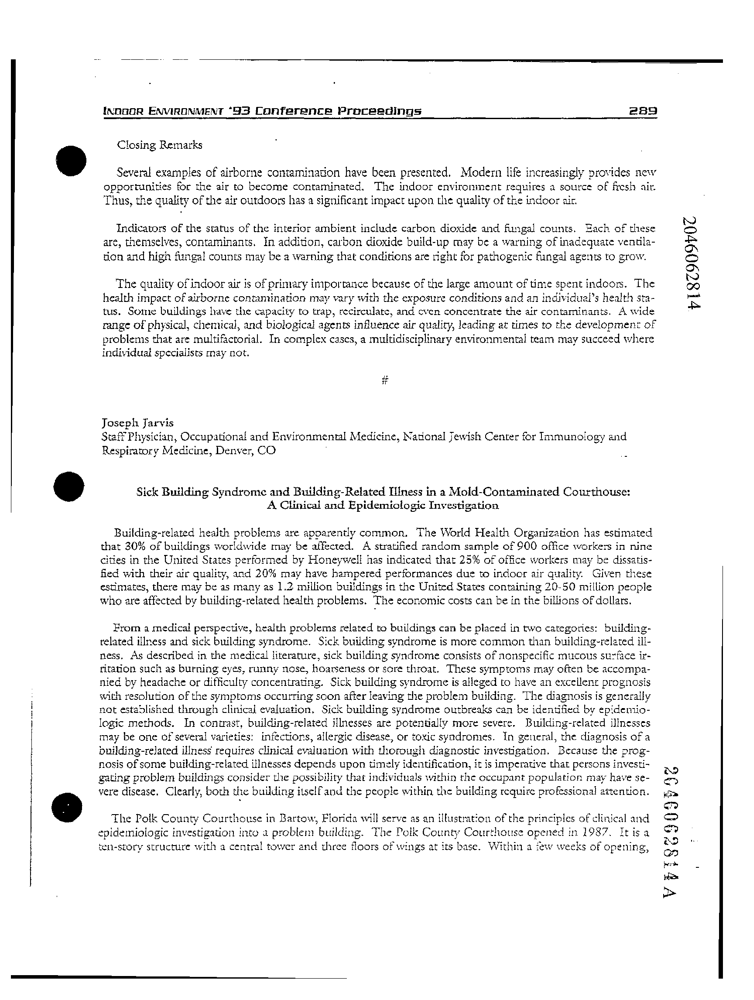 INDOOR ENVIRONMENT '93 Conference Proceedings 289
Closing Remarks
Several examples of airborne contamination have been presented. Modern life increasingly provides new
opportunities for the air to become contaminated. The indoor environment requires a source of fresh air.
Thus, the quality of the air outdoors has a significant impact upon the quality of the indoor air.
Indicators of the status of the interior ambient include carbon dioxide and fungal counts. Each of these
are, themselves, contaminants. In addition, carbon dioxide build-up may be a warning of inadequate ventila-
tion and high fungal counts may be a warning that conditions are right for pathogenic fungal agents to grow.
The quality of indoor air is of primary importance because of the large amount of time spent indoors. The
health impact of airborne contamination may vary with the exposure conditions and an individual's health sta-
tus. Some buildings have the capacity to trap, recirculate, and even concentrate the air contaminants. A wide
range of physical, chemical, and biological agents influence air quality, leading at times to the development of
problems that are multifactorial. In complex cases, a multidisciplinary environmental team may succeed where
individual specialists may not.
#
Joseph Jarvis
Staff Physician, Occupational and Environmental Medicine, National Jewish Center for Immunology and
Respiratory Medicine, Denver, CO
Sick Building Syndrome and Building-Related Illness in a Mold-Contaminated Courthouse:
A Clinical and Epidemiologic Investigation
Building-related health problems are apparently common. The World Health Organization has estimated
that 30% of buildings worldwide may be affected. A stratified random sample of 900 office workers in nine
cities in the United States performed by Honeywell has indicated that 25% of office workers may be dissatis-
fied with their air quality, and 20% may have hampered performances due to indoor air quality. Given these
estimates, there may be as many as 1.2 million buildings in the United States containing 20-50 million people
who are affected by building-related health problems. The economic costs can be in the billions of dollars.
From a medical perspective, health problems related to buildings can be placed in two categories: building-
related illness and sick building syndrome. Sick building syndrome is more common than building-related ill-
ness. As described in the medical literature, sick building syndrome consists of nonspecific mucous surface ir-
ritation such as burning eyes, runny nose, hoarseness or sore throat. These symptoms may often be accompa-
nied by headache or difficulty concentrating. Sick building syndrome is alleged to have an excellent prognosis
with resolution of the symptoms occurring soon after leaving the problem building. The diagnosis is generally
not established through clinical evaluation. Sick building syndrome outbreaks can be identified by epidemio-
logic methods. In contrast, building-related illnesses are potentially more severe. Building-related illnesses
may be one of several varieties: infections, allergic disease, or toxic syndromes. In general, the diagnosis of a
building-related illness requires clinical evaluation with thorough diagnostic investigation. Because the prog-
nosis of some building-related illnesses depends upon timely identification, it is imperative that persons investi-
gating problem buildings consider the possibility that individuals within the occupant population may have se-
vere disease. Clearly, both the building itself and the people within the building require professional attention.
The Polk County Courthouse in Bartow, Florida will serve as an illustration of the principles of clinical and
epidemiologic investigation into a problem building. The Polk County Courthouse opened in 1987. It is a
ten-story structure with a central tower and three floors of wings at its base. Within a few weeks of opening,
2046062814
2046062814 A